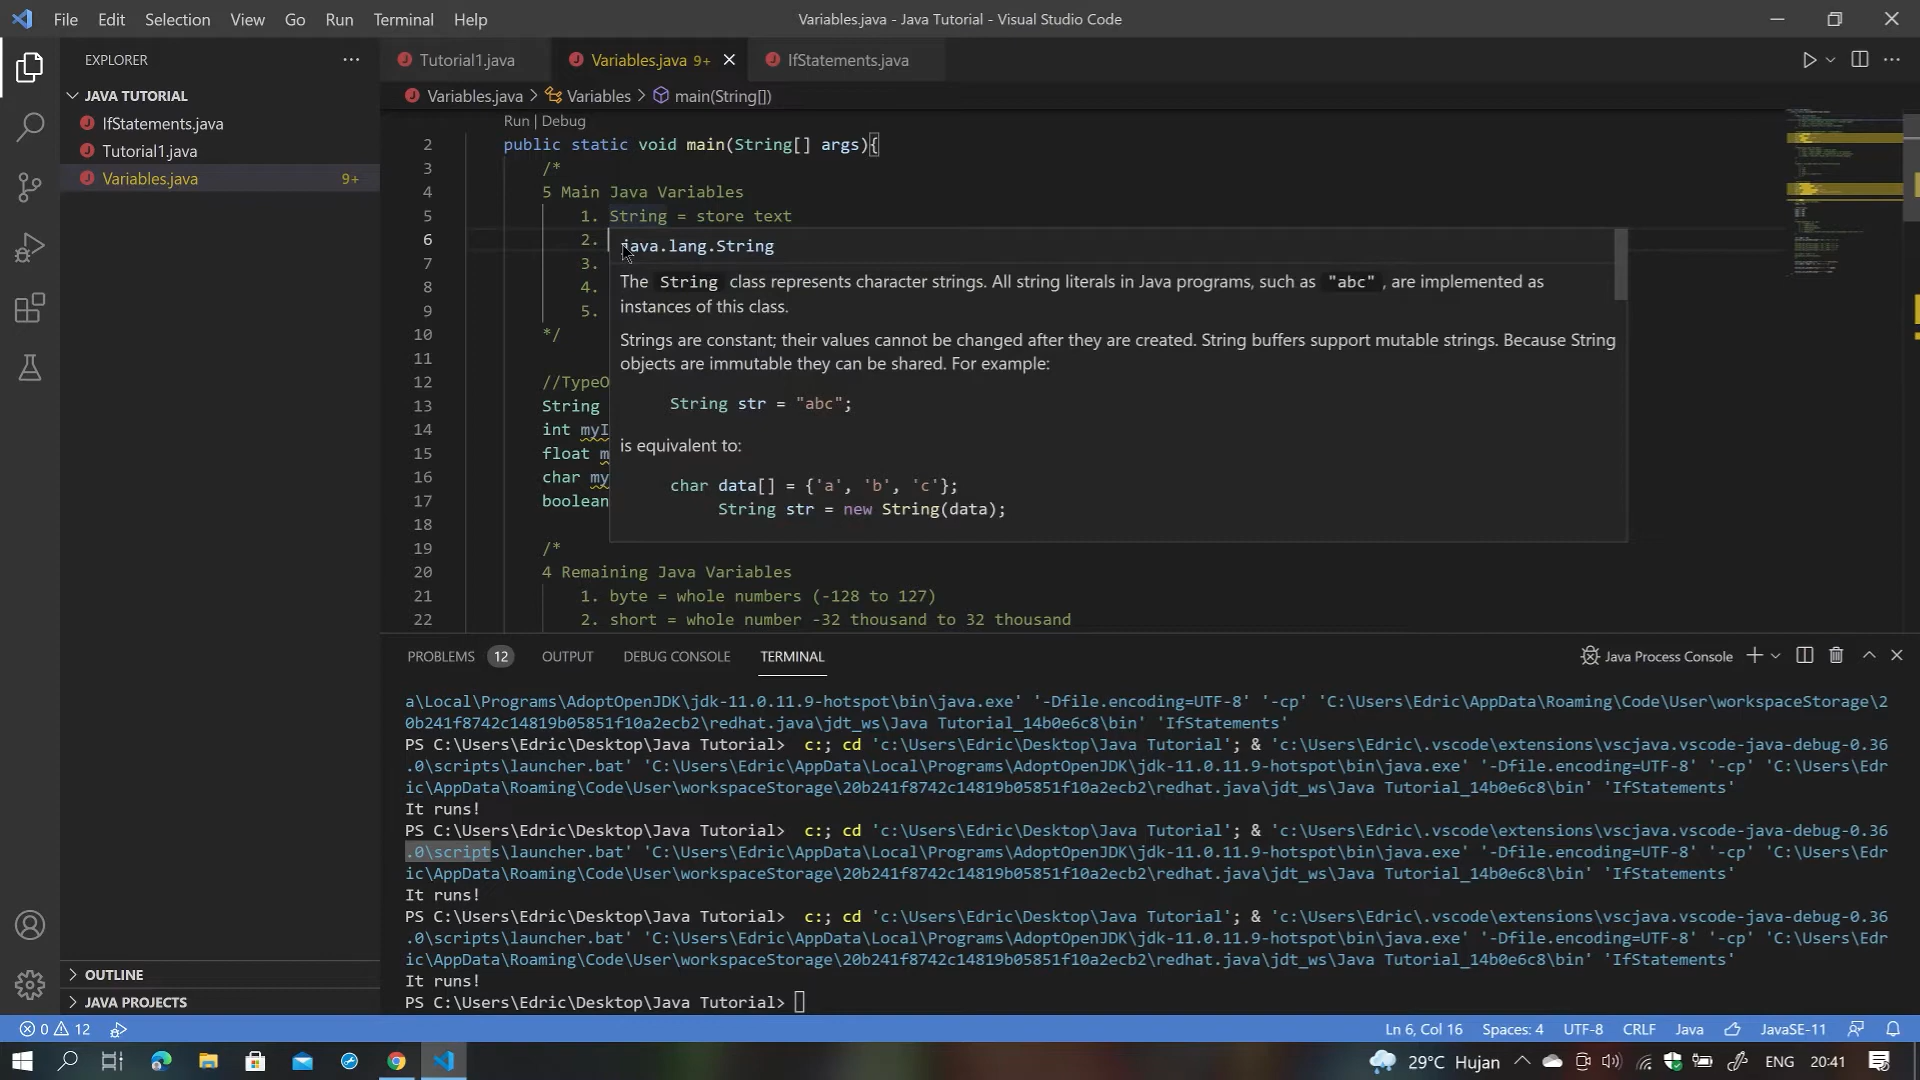 File Edit Selection View Go Run Terminal Help
Variables.java - Java Tutorial - Visual Studio Code
EXPLORER
JAVA TUTORIAL
IfStatements.java
Tutorial1.java
Variables.java 9+
OUTLINE
JAVA PROJECTS
Tutorial1.java Variables.java 9+ IfStatements.java
Variables.java > Variables > main(String[])
Run | Debug
2 public static void main(String[] args){
3 /*
4 5 Main Java Variables
5 1. String = store text
6 2.
7 3.
8 4.
9 5.
10 */
11
12 //TypeO
13 String
14 int myI
15 float m
16 char my
17 boolean
18
19 /*
20 4 Remaining Java Variables
21 1. byte = whole numbers (-128 to 127)
22 2. short = whole number -32 thousand to 32 thousand
java.lang.String
The String class represents character strings. All string literals in Java programs, such as "abc" , are implemented as
instances of this class.
Strings are constant; their values cannot be changed after they are created. String buffers support mutable strings. Because String
objects are immutable they can be shared. For example:
String str = "abc";
is equivalent to:
char data[] = {'a', 'b', 'c'};
String str = new String(data);
PROBLEMS 12 OUTPUT DEBUG CONSOLE TERMINAL
Java Process Console
a\Local\Programs\AdoptOpenJDK\jdk-11.0.11.9-hotspot\bin\java.exe' '-Dfile.encoding=UTF-8' '-cp' 'C:\Users\Edric\AppData\Roaming\Code\User\workspaceStorage\2
0b241f8742c14819b05851f10a2ecb2\redhat.java\jdt_ws\Java Tutorial_14b0e6c8\bin' 'IfStatements'
PS C:\Users\Edric\Desktop\Java Tutorial> c:; cd 'c:\Users\Edric\Desktop\Java Tutorial'; & 'c:\Users\Edric\.vscode\extensions\vscjava.vscode-java-debug-0.36
.0\scripts\launcher.bat' 'C:\Users\Edric\AppData\Local\Programs\AdoptOpenJDK\jdk-11.0.11.9-hotspot\bin\java.exe' '-Dfile.encoding=UTF-8' '-cp' 'C:\Users\Edr
ic\AppData\Roaming\Code\User\workspaceStorage\20b241f8742c14819b05851f10a2ecb2\redhat.java\jdt_ws\Java Tutorial_14b0e6c8\bin' 'IfStatements'
It runs!
PS C:\Users\Edric\Desktop\Java Tutorial> c:; cd 'c:\Users\Edric\Desktop\Java Tutorial'; & 'c:\Users\Edric\.vscode\extensions\vscjava.vscode-java-debug-0.36
.0\scripts\launcher.bat' 'C:\Users\Edric\AppData\Local\Programs\AdoptOpenJDK\jdk-11.0.11.9-hotspot\bin\java.exe' '-Dfile.encoding=UTF-8' '-cp' 'C:\Users\Edr
ic\AppData\Roaming\Code\User\workspaceStorage\20b241f8742c14819b05851f10a2ecb2\redhat.java\jdt_ws\Java Tutorial_14b0e6c8\bin' 'IfStatements'
It runs!
PS C:\Users\Edric\Desktop\Java Tutorial> c:; cd 'c:\Users\Edric\Desktop\Java Tutorial'; & 'c:\Users\Edric\.vscode\extensions\vscjava.vscode-java-debug-0.36
.0\scripts\launcher.bat' 'C:\Users\Edric\AppData\Local\Programs\AdoptOpenJDK\jdk-11.0.11.9-hotspot\bin\java.exe' '-Dfile.encoding=UTF-8' '-cp' 'C:\Users\Edr
ic\AppData\Roaming\Code\User\workspaceStorage\20b241f8742c14819b05851f10a2ecb2\redhat.java\jdt_ws\Java Tutorial_14b0e6c8\bin' 'IfStatements'
It runs!
PS C:\Users\Edric\Desktop\Java Tutorial>
0 12
Ln 6, Col 16 Spaces: 4 UTF-8 CRLF Java JavaSE-11
29°C Hujan ENG 20:41